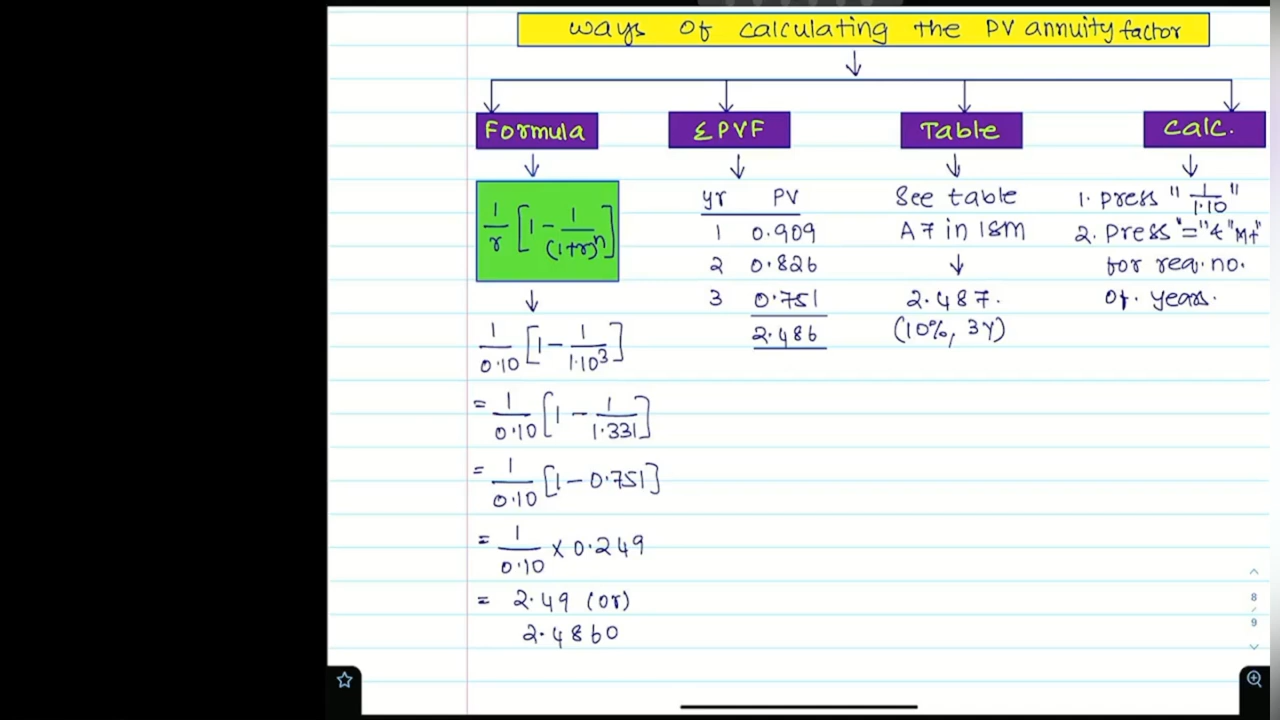 ways of calculating the PV annuity factor
Formula
1/r [1 - 1/(1+r)^n]
1/0.10 [1 - 1/1.10^3]
= 1/0.10 [1 - 1/1.331]
= 1/0.10 [1 - 0.751]
= 1/0.10 x 0.249
= 2.49 (or)
2.4860
ΣPVF
yr PV
1 0.909
2 0.826
3 0.751
2.486
Table
See table
A7 in ISM
2.487.
(10%, 3Y)
Calc.
1. press " 1/1.10 "
2. press "=" & "M+"
for req. no.
of. years.
8
/
9